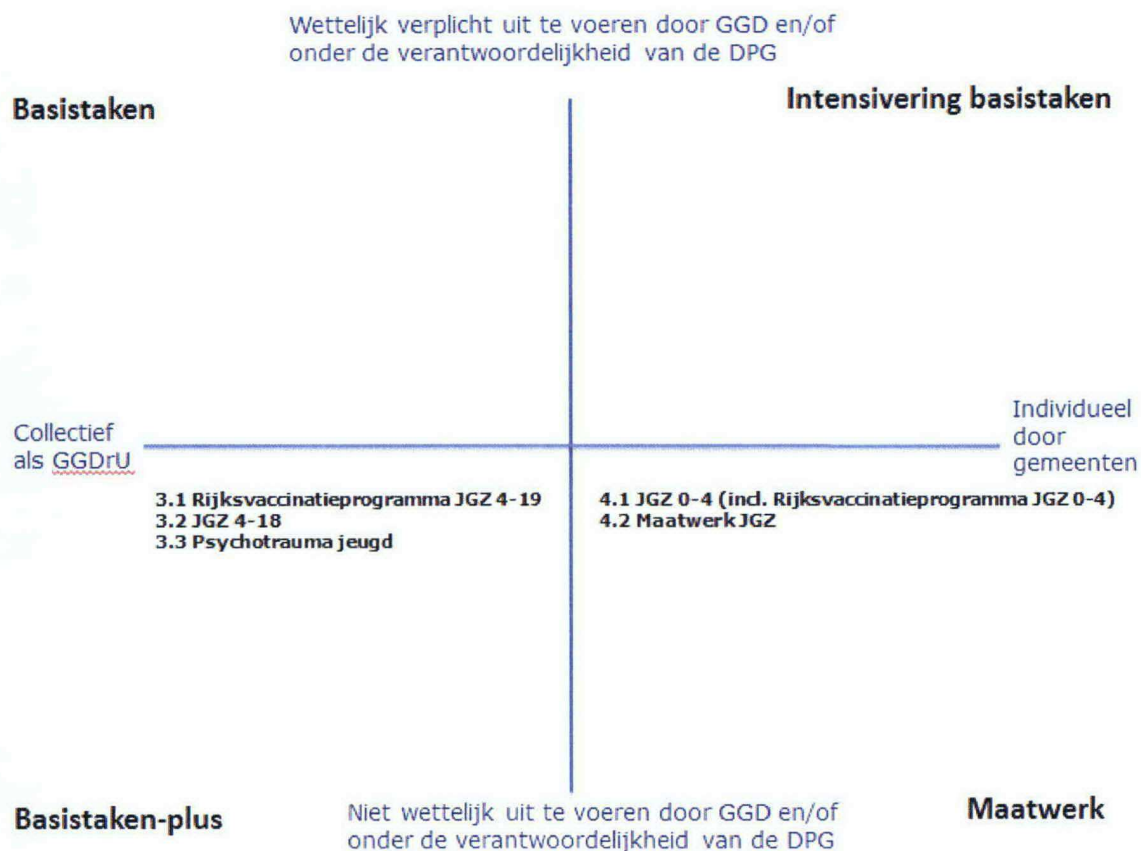 Wettelijk verplicht uit te voeren door GGD en/of
onder de verantwoordelijkheid van de DPG
Basistaken
Intensivering basistaken
Collectief
als GGDrU
Individueel
door
gemeenten
3.1 Rijksvaccinatieprogramma JGZ 4-19
3.2 JGZ 4-18
3.3 Psychotrauma jeugd
4.1 JGZ 0-4 (incl. Rijksvaccinatieprogramma JGZ 0-4)
4.2 Maatwerk JGZ
Basistaken-plus
Niet wettelijk uit te voeren door GGD en/of
onder de verantwoordelijkheid van de DPG
Maatwerk